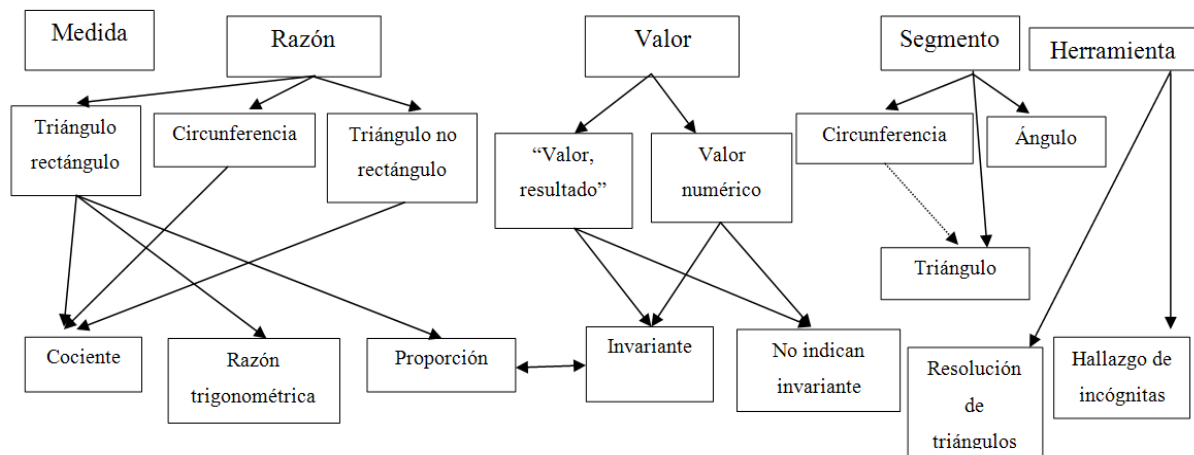 Medida
Razón
Valor
Segmento
Herramienta
Triángulo
rectángulo
Circunferencia
Triángulo no
rectángulo
“Valor,
resultado”
Valor
numérico
Circunferencia
Ángulo
Triángulo
Cociente
Razón
trigonométrica
Proporción
Invariante
No indican
invariante
Resolución
de
triángulos
Hallazgo de
incógnitas